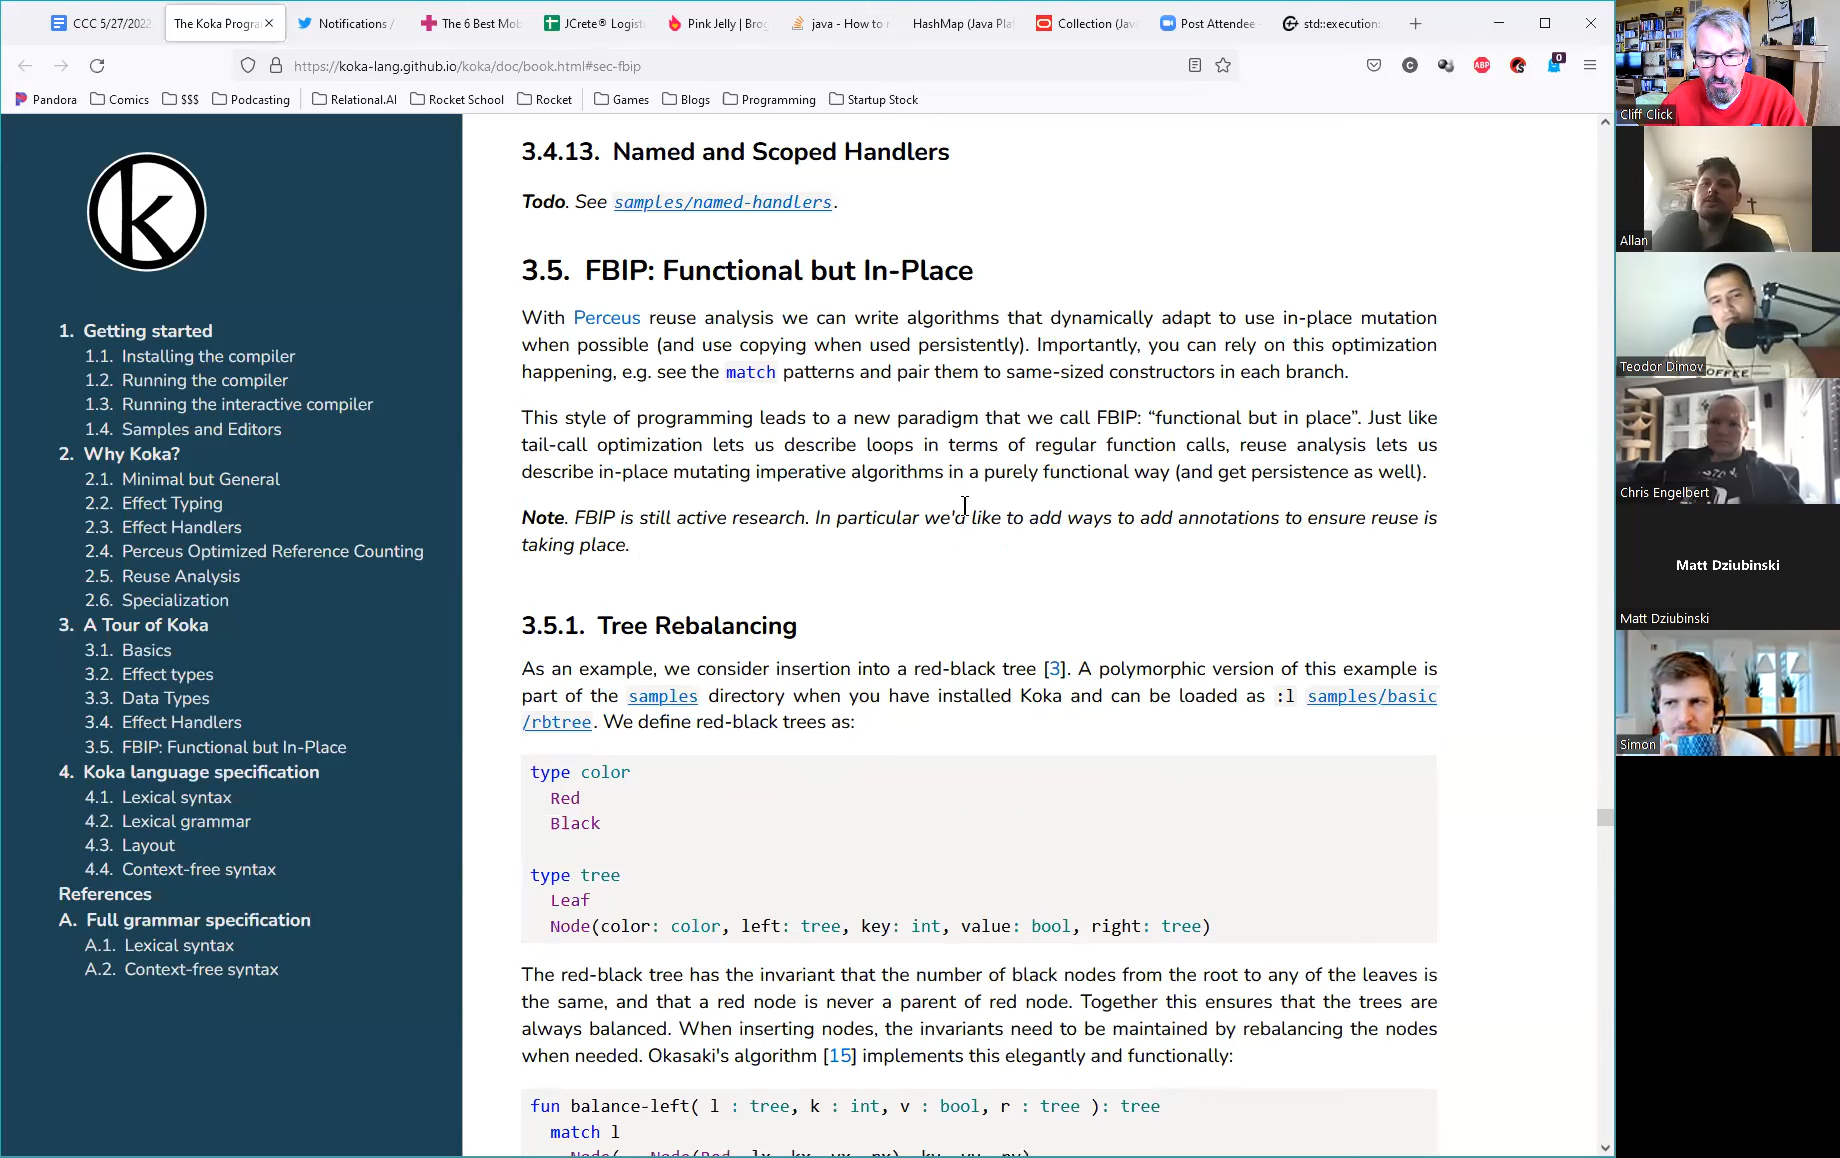 CCC 5/27/2022
The Koka Progra
Notifications /
The 6 Best Mob
JCrete® Logist
Pink Jelly | Bro
java - How to r
HashMap (Java Pla
Collection (Jav
Post Attendee -
std::execution:
https://koka-lang.github.io/koka/doc/book.html#sec-fbip
ABP
0
Pandora
Comics
$$$
Podcasting
Relational.AI
Rocket School
Rocket
Games
Blogs
Programming
Startup Stock
k
1. Getting started
1.1. Installing the compiler
1.2. Running the compiler
1.3. Running the interactive compiler
1.4. Samples and Editors
2. Why Koka?
2.1. Minimal but General
2.2. Effect Typing
2.3. Effect Handlers
2.4. Perceus Optimized Reference Counting
2.5. Reuse Analysis
2.6. Specialization
3. A Tour of Koka
3.1. Basics
3.2. Effect types
3.3. Data Types
3.4. Effect Handlers
3.5. FBIP: Functional but In-Place
4. Koka language specification
4.1. Lexical syntax
4.2. Lexical grammar
4.3. Layout
4.4. Context-free syntax
References
A. Full grammar specification
A.1. Lexical syntax
A.2. Context-free syntax
3.4.13. Named and Scoped Handlers
Todo. See samples/named-handlers.
3.5. FBIP: Functional but In-Place
With Perceus reuse analysis we can write algorithms that dynamically adapt to use in-place mutation
when possible (and use copying when used persistently). Importantly, you can rely on this optimization
happening, e.g. see the match patterns and pair them to same-sized constructors in each branch.
This style of programming leads to a new paradigm that we call FBIP: “functional but in place”. Just like
tail-call optimization lets us describe loops in terms of regular function calls, reuse analysis lets us
describe in-place mutating imperative algorithms in a purely functional way (and get persistence as well).
Note. FBIP is still active research. In particular we'd like to add ways to add annotations to ensure reuse is
taking place.
3.5.1. Tree Rebalancing
As an example, we consider insertion into a red-black tree [3]. A polymorphic version of this example is
part of the samples directory when you have installed Koka and can be loaded as :l samples/basic
/rbtree. We define red-black trees as:
type color
Red
Black
type tree
Leaf
Node(color: color, left: tree, key: int, value: bool, right: tree)
The red-black tree has the invariant that the number of black nodes from the root to any of the leaves is
the same, and that a red node is never a parent of red node. Together this ensures that the trees are
always balanced. When inserting nodes, the invariants need to be maintained by rebalancing the nodes
when needed. Okasaki's algorithm [15] implements this elegantly and functionally:
fun balance-left( l : tree, k : int, v : bool, r : tree ): tree
match l
Node(_, Node(Red, lx, kx, vx, rx), ky, vy, ry)
Cliff Click
Allan
Teodor Dimov
Chris Engelbert
Matt Dziubinski
Matt Dziubinski
Simon